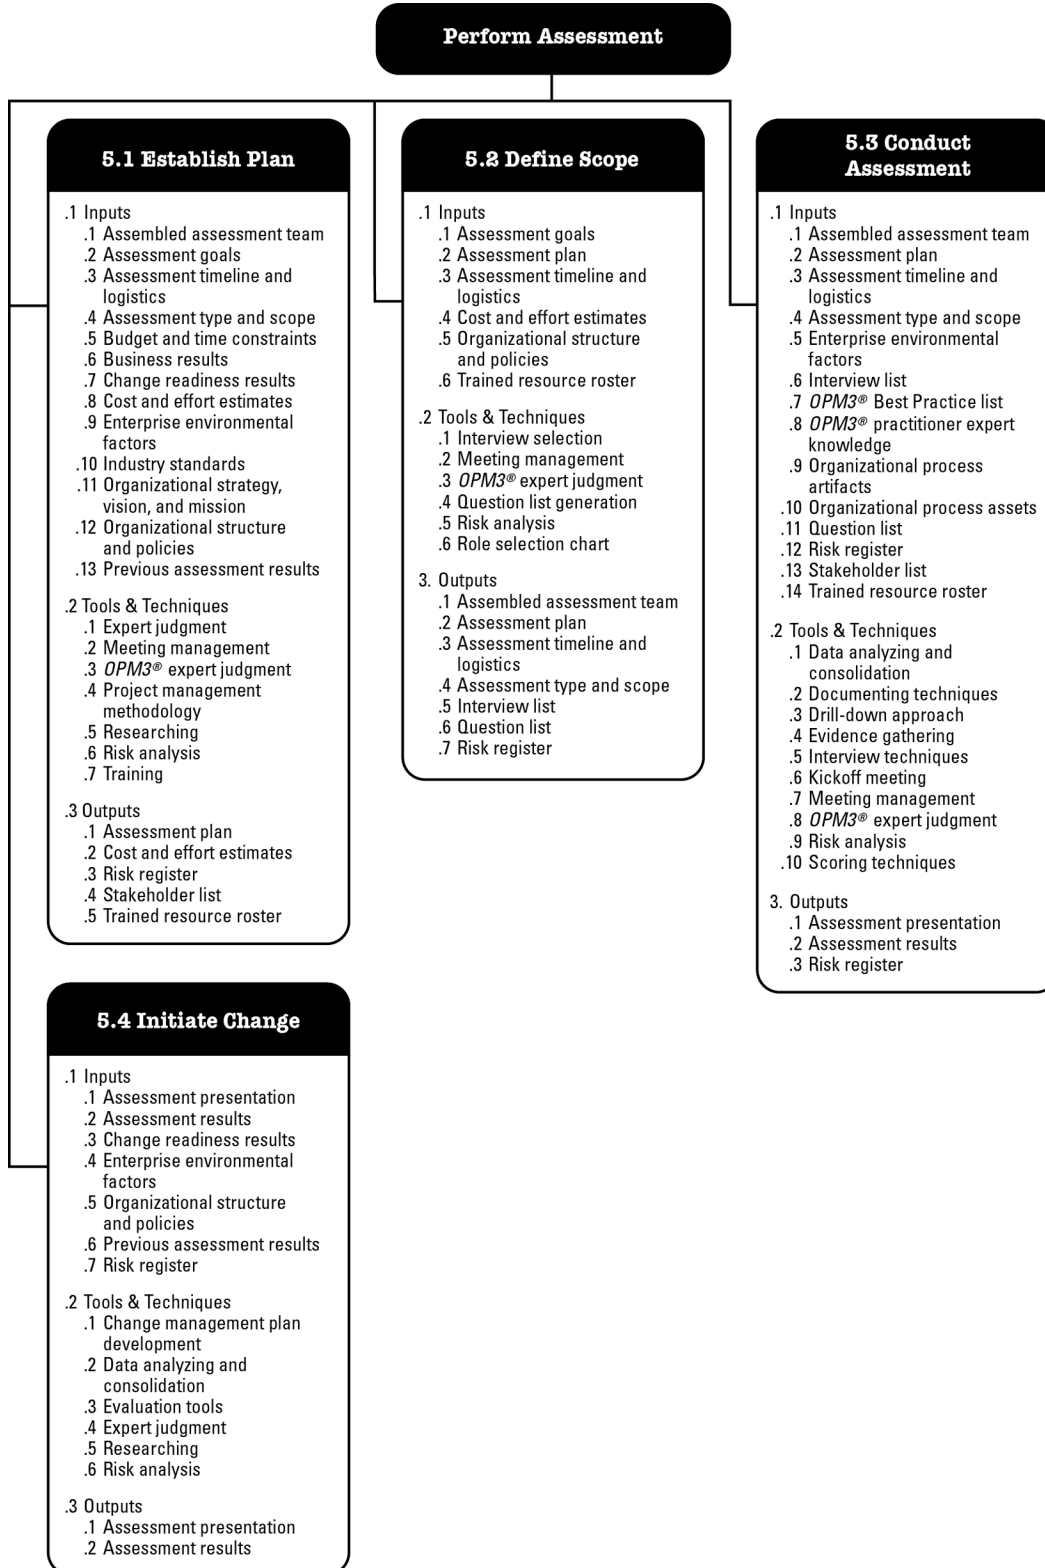 Perform Assessment
5.1 Establish Plan
.1 Inputs
.1 Assembled assessment team
.2 Assessment goals
.3 Assessment timeline and
logistics
.4 Assessment type and scope
.5 Budget and time constraints
.6 Business results
.7 Change readiness results
.8 Cost and effort estimates
.9 Enterprise environmental
factors
.10 Industry standards
.11 Organizational strategy,
vision, and mission
.12 Organizational structure
and policies
.13 Previous assessment results
.2 Tools & Techniques
.1 Expert judgment
.2 Meeting management
.3 OPM3® expert judgment
.4 Project management
methodology
.5 Researching
.6 Risk analysis
.7 Training
.3 Outputs
.1 Assessment plan
.2 Cost and effort estimates
.3 Risk register
.4 Stakeholder list
.5 Trained resource roster
5.2 Define Scope
.1 Inputs
.1 Assessment goals
.2 Assessment plan
.3 Assessment timeline and
logistics
.4 Cost and effort estimates
.5 Organizational structure
and policies
.6 Trained resource roster
.2 Tools & Techniques
.1 Interview selection
.2 Meeting management
.3 OPM3® expert judgment
.4 Question list generation
.5 Risk analysis
.6 Role selection chart
3. Outputs
.1 Assembled assessment team
.2 Assessment plan
.3 Assessment timeline and
logistics
.4 Assessment type and scope
.5 Interview list
.6 Question list
.7 Risk register
5.3 Conduct
Assessment
.1 Inputs
.1 Assembled assessment team
.2 Assessment plan
.3 Assessment timeline and
logistics
.4 Assessment type and scope
.5 Enterprise environmental
factors
.6 Interview list
.7 OPM3® Best Practice list
.8 OPM3® practitioner expert
knowledge
.9 Organizational process
artifacts
.10 Organizational process assets
.11 Question list
.12 Risk register
.13 Stakeholder list
.14 Trained resource roster
.2 Tools & Techniques
.1 Data analyzing and
consolidation
.2 Documenting techniques
.3 Drill-down approach
.4 Evidence gathering
.5 Interview techniques
.6 Kickoff meeting
.7 Meeting management
.8 OPM3® expert judgment
.9 Risk analysis
.10 Scoring techniques
3. Outputs
.1 Assessment presentation
.2 Assessment results
.3 Risk register
5.4 Initiate Change
.1 Inputs
.1 Assessment presentation
.2 Assessment results
.3 Change readiness results
.4 Enterprise environmental
factors
.5 Organizational structure
and policies
.6 Previous assessment results
.7 Risk register
.2 Tools & Techniques
.1 Change management plan
development
.2 Data analyzing and
consolidation
.3 Evaluation tools
.4 Expert judgment
.5 Researching
.6 Risk analysis
.3 Outputs
.1 Assessment presentation
.2 Assessment results